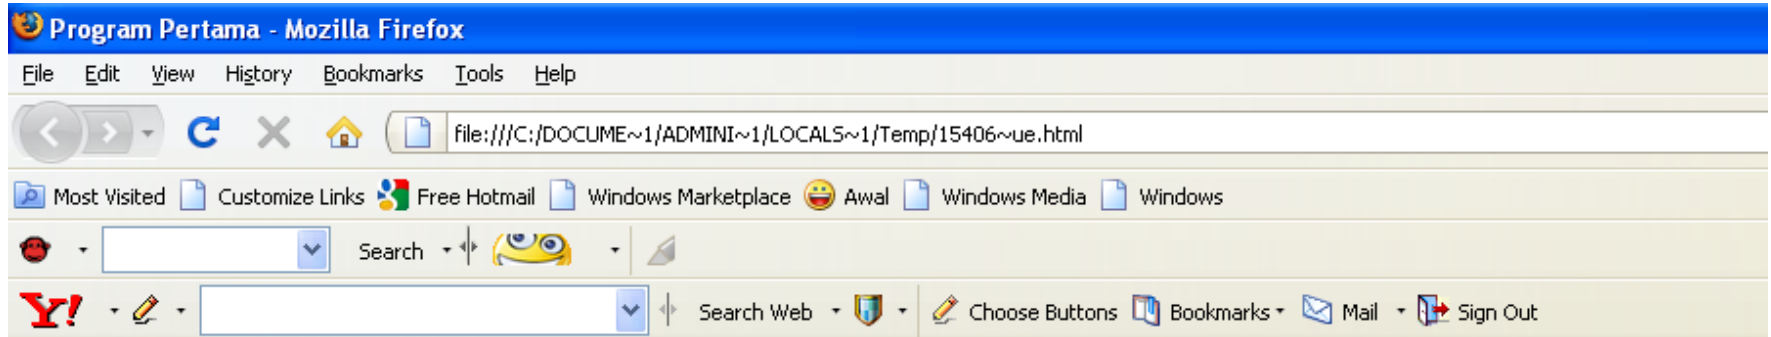 Program Pertama - Mozilla Firefox
File Edit View History Bookmarks Tools Help
file:///C:/DOCUME~1/ADMINI~1/LOCALS~1/Temp/15406~ue.html
Most Visited Customize Links Free Hotmail Windows Marketplace Awal Windows Media Windows
Search
Y! Search Web Choose Buttons Bookmarks Mail Sign Out